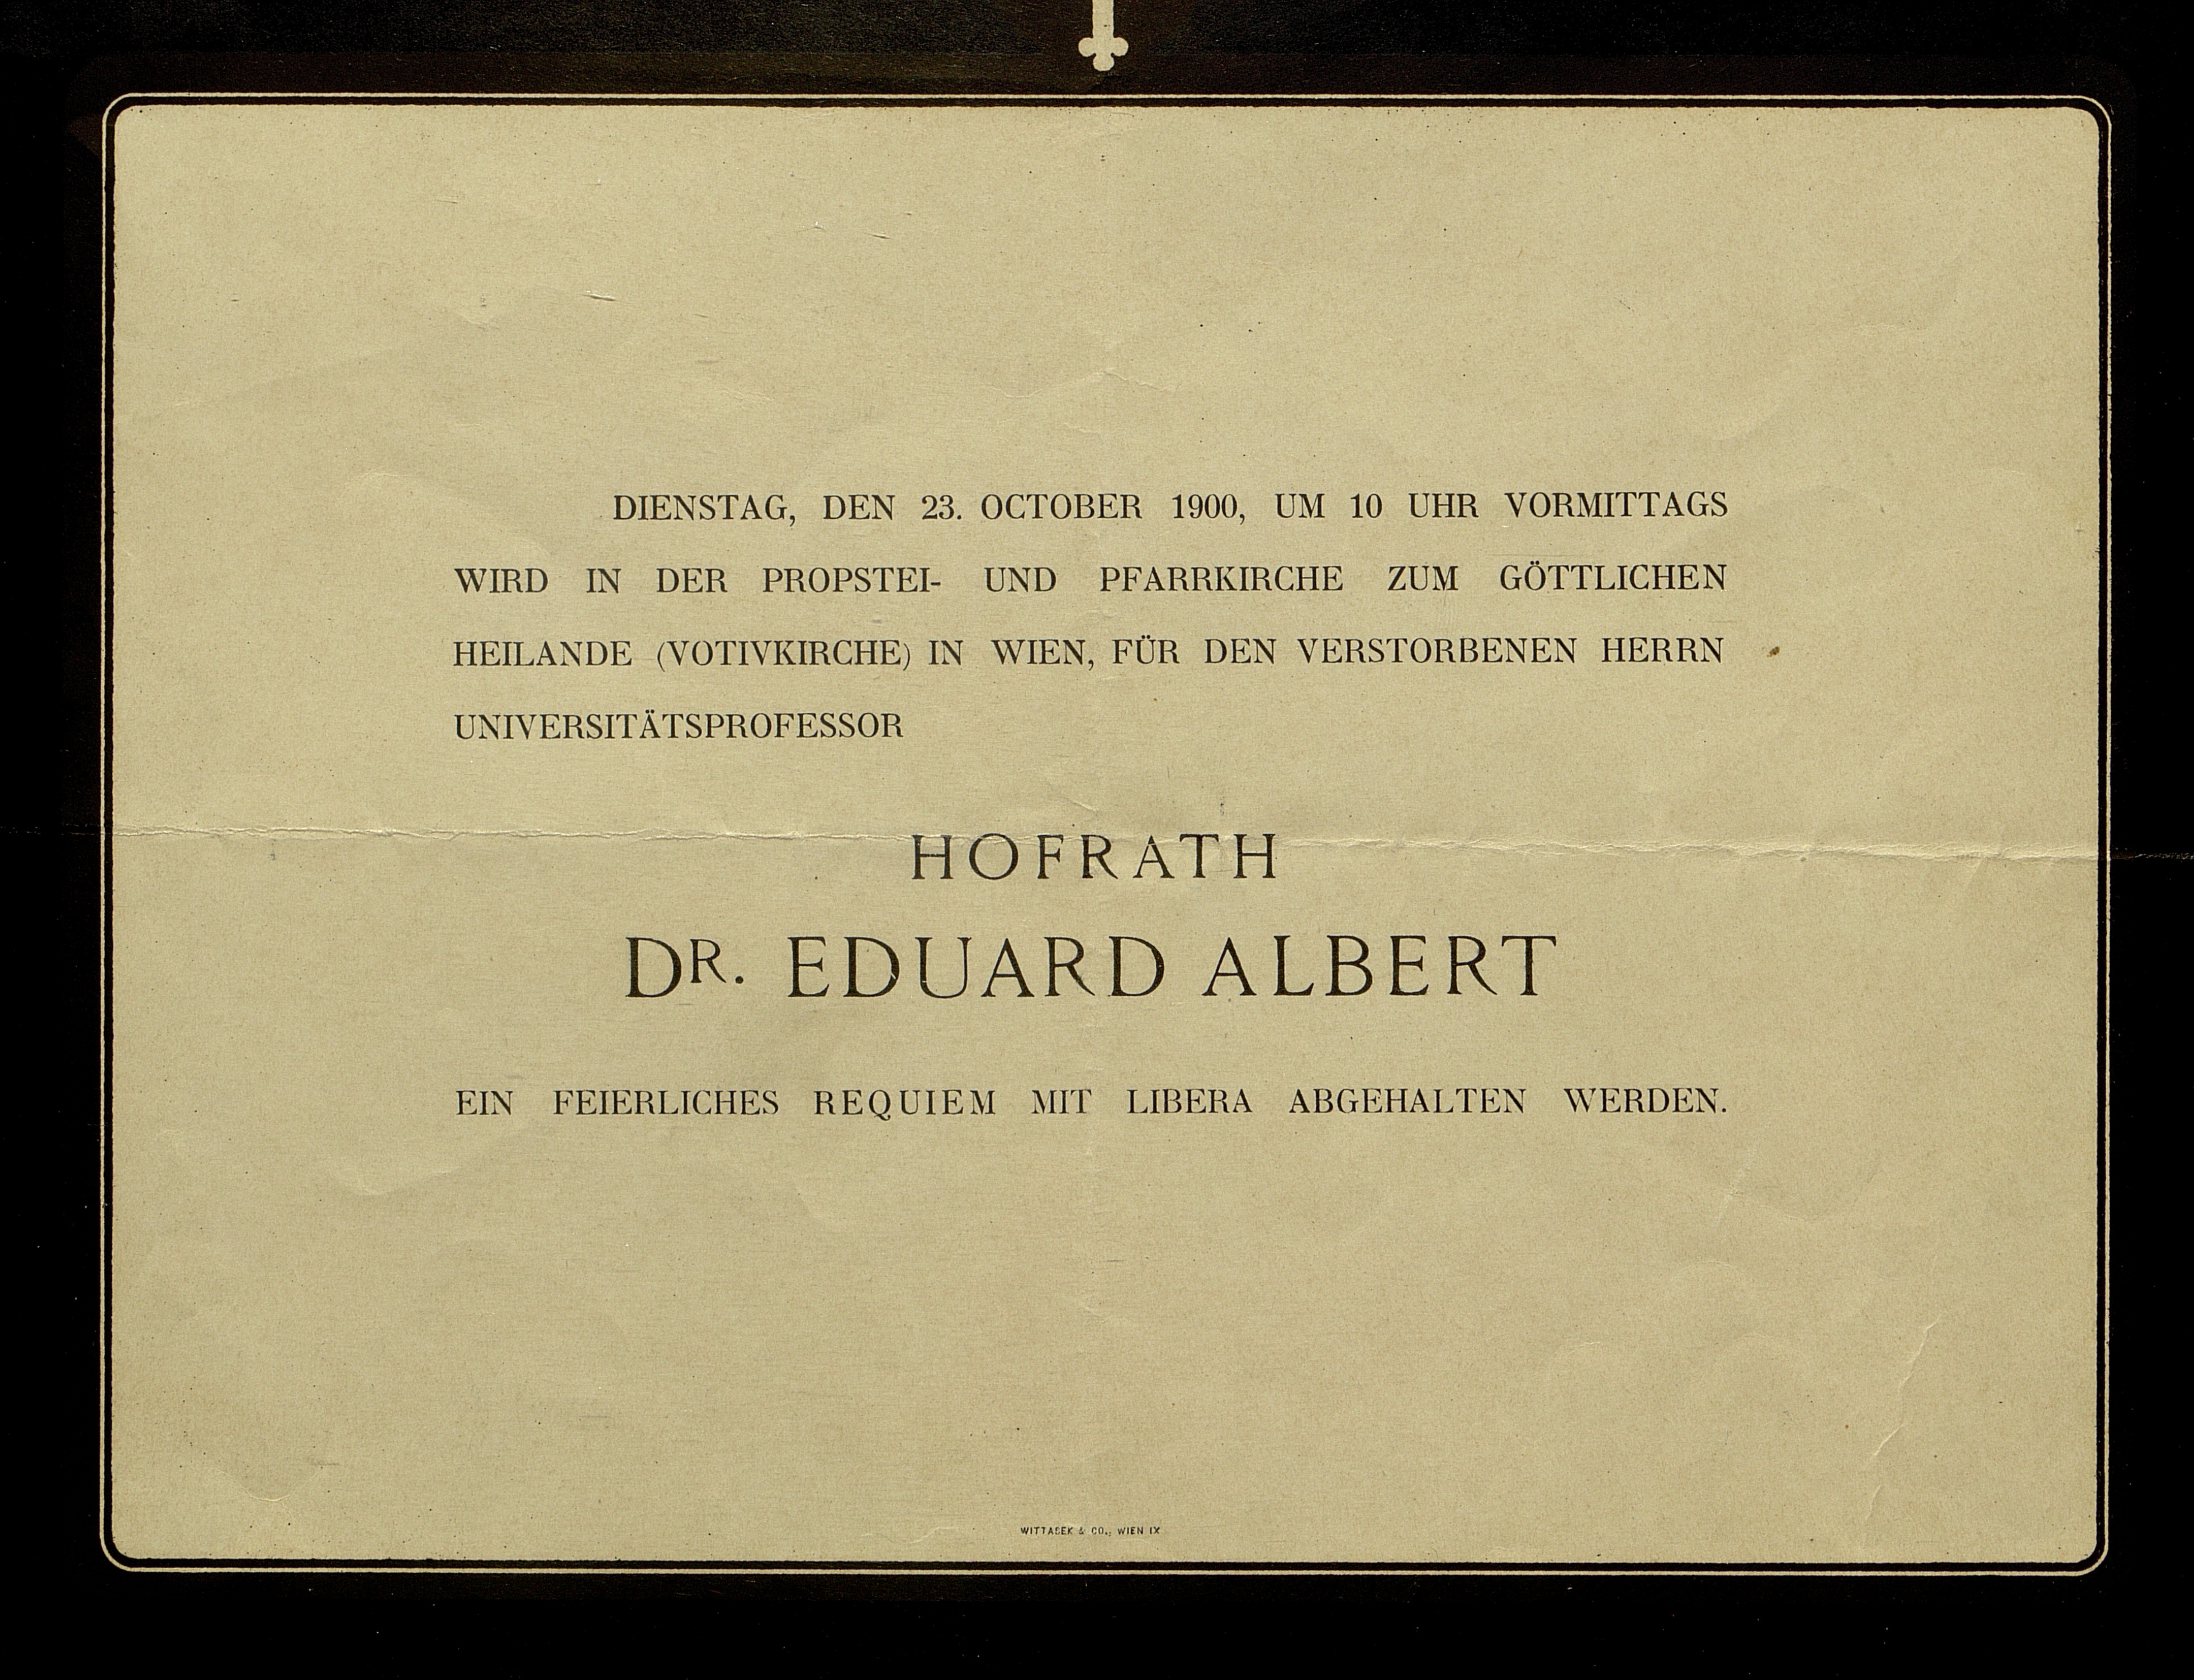 DIENSTAG, DEN 23. OCTOBER 1900, UM 10 UHR VORMITTAGS
WIRD IN DER PROPSTEI- UND PFARRKIRCHE ZUM GÖTTLICHEN
HEILANDE (VOTIVKIRCHE) IN WIEN, FÜR DEN VERSTORBENEN HERRN
UNIVERSITÄTSPROFESSOR
HOFRATH
DR. EDUARD ALBERT
EIN FEIERLICHES REQUIEM MIT LIBERA ABGEHALTEN WERDEN.
WITTASEK & CO., WIEN IX